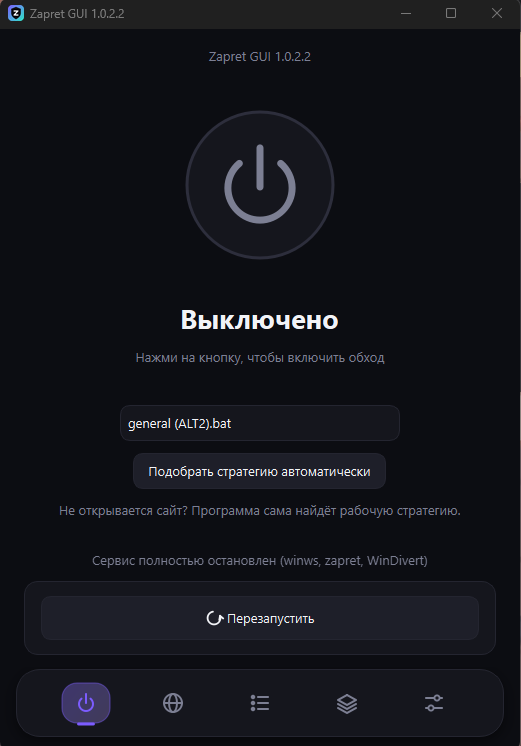 Zapret GUI 1.0.2.2
Zapret GUI 1.0.2.2
Выключено
Нажми на кнопку, чтобы включить обход
general (ALT2).bat
Подобрать стратегию автоматически
Не открывается сайт? Программа сама найдёт рабочую стратегию.
Сервис полностью остановлен (winws, zapret, WinDivert)
Перезапустить